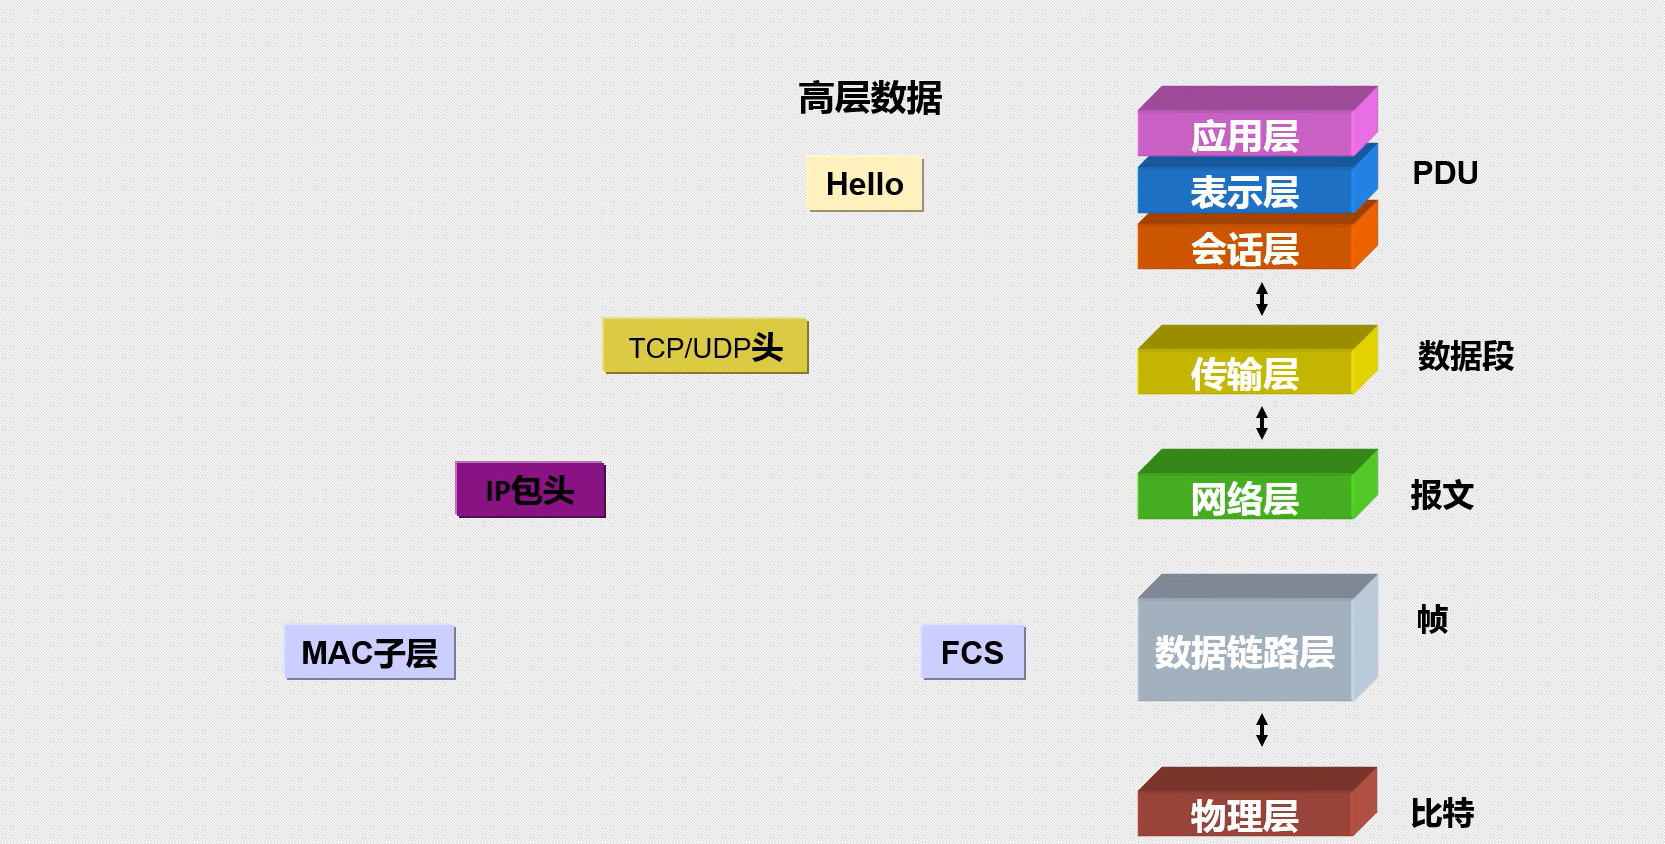 高层数据
应用层
Hello
表示层
PDU
会话层
TCP/UDP头
传输层
数据段
IP包头
网络层
报文
帧
MAC子层
FCS
数据链路层
物理层
比特